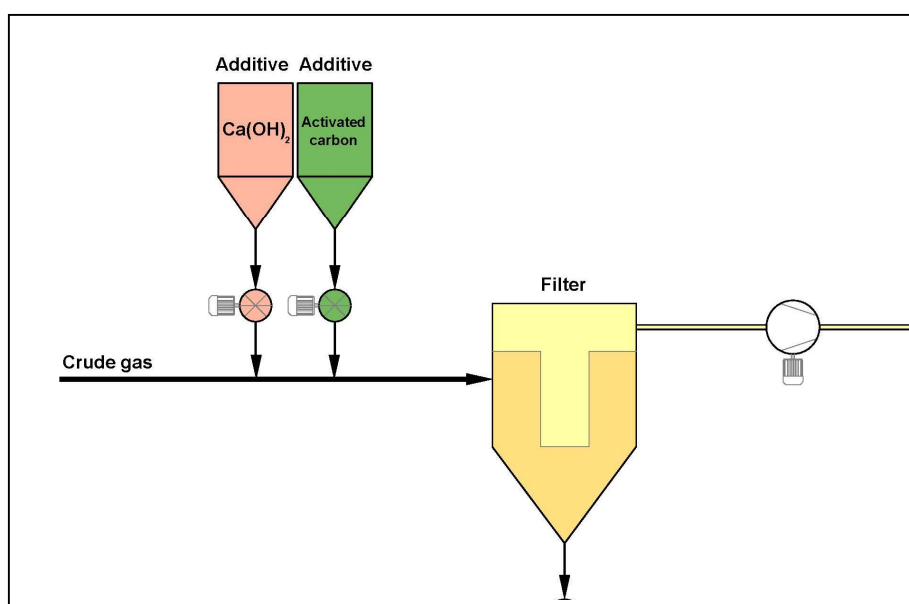 Additive Additive
Ca(OH)₂
Activated
carbon
Filter
Crude gas